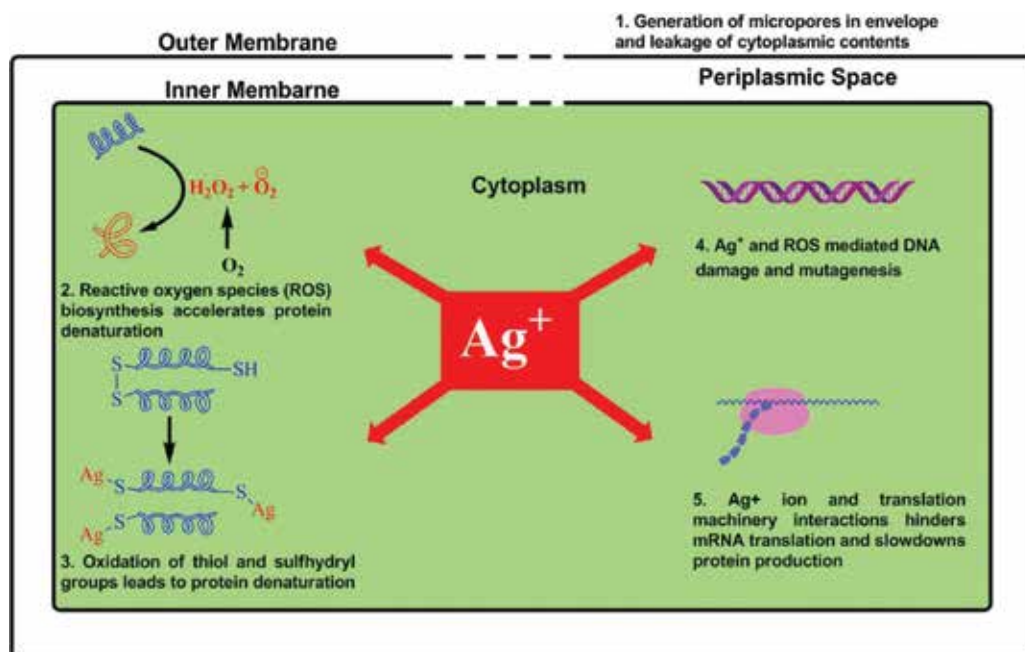 1. Generation of micropores in envelope
and leakage of cytoplasmic contents
Outer Membrane
Periplasmic Space
Inner Membarne
H₂O₂ + O₂⊖
O₂
Cytoplasm
2. Reactive oxygen species (ROS)
biosynthesis accelerates protein
denaturation
S
SH
S
Ag
S
S
Ag
Ag
S
3. Oxidation of thiol and sulfhydryl
groups leads to protein denaturation
Ag⁺
4. Ag⁺ and ROS mediated DNA
damage and mutagenesis
5. Ag+ ion and translation
machinery interactions hinders
mRNA translation and slowdowns
protein production